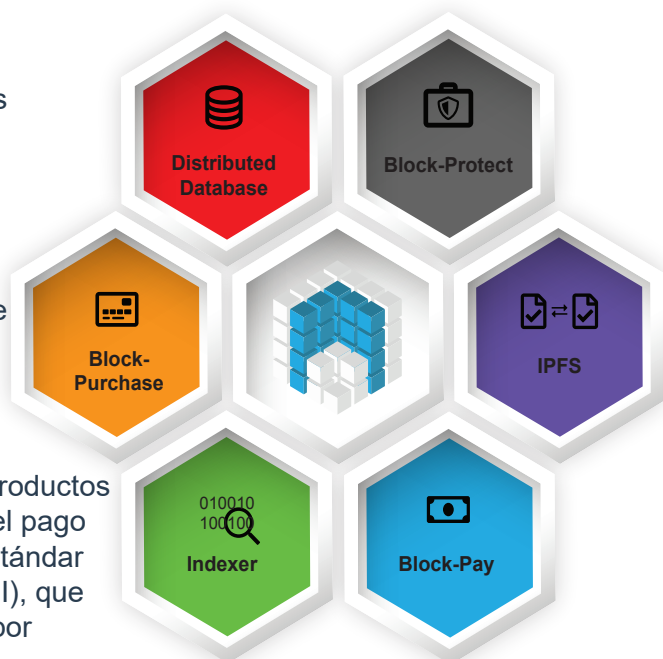 s
Distributed
Database
Block-Protect
e
Block-
Purchase
IPFS
roductos
el pago
tándar
I), que
por
010010
100100
Indexer
Block-Pay